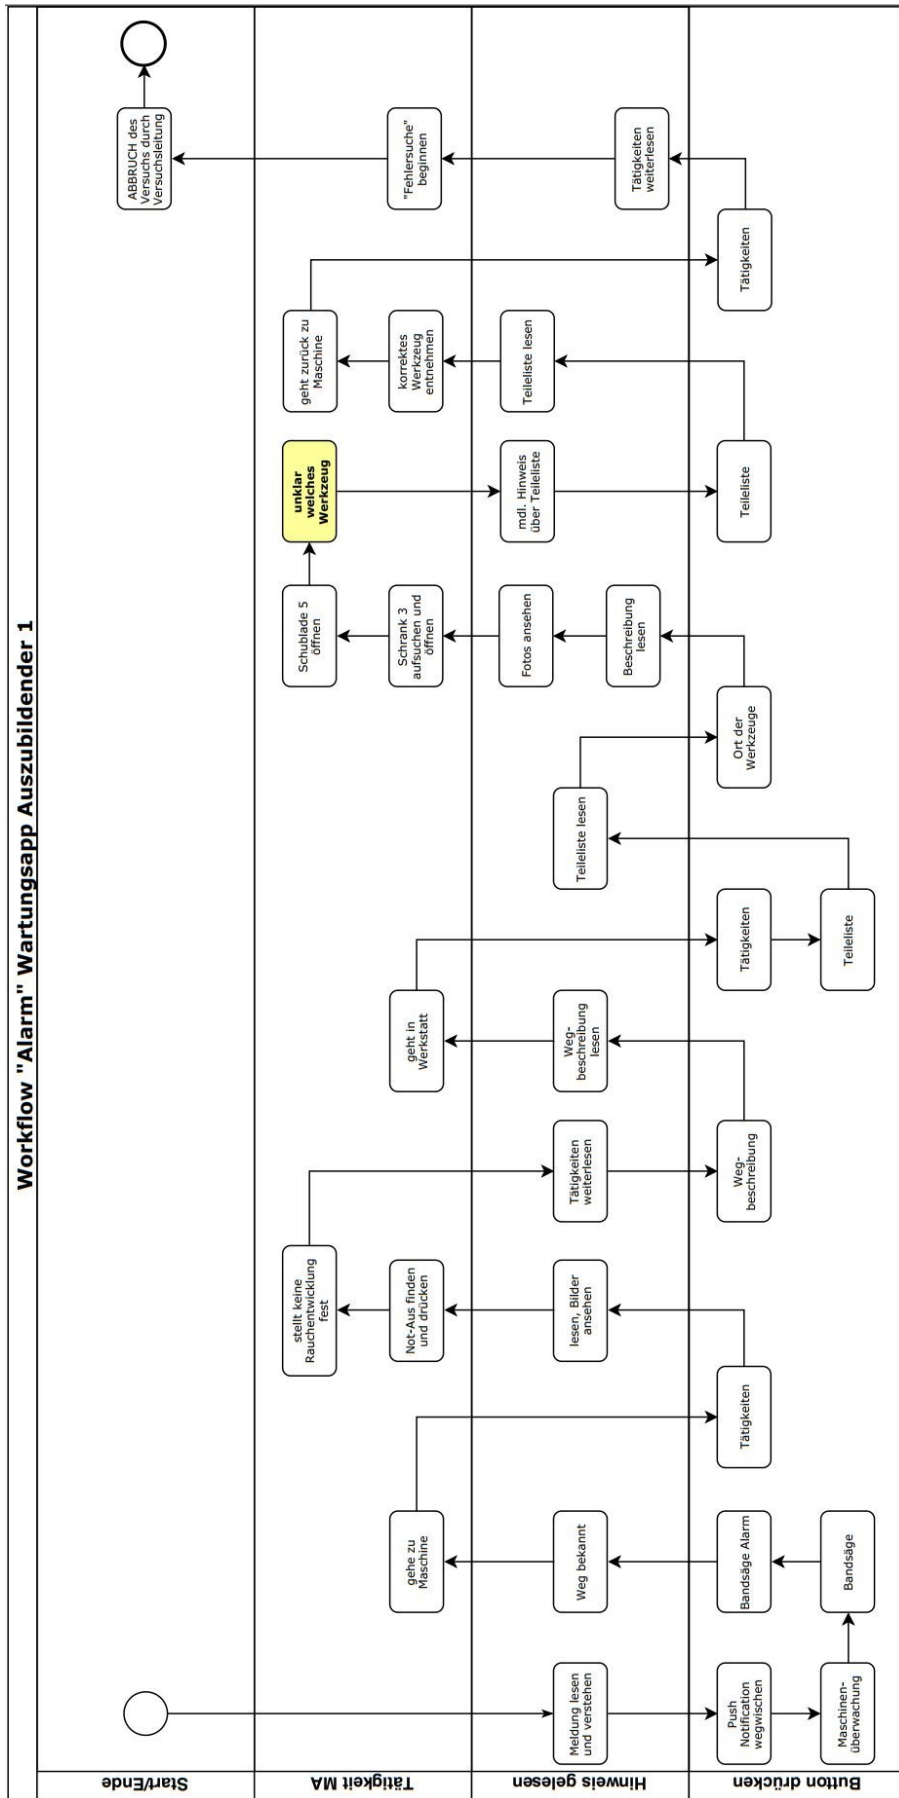 Workflow "Alarm" Wartungsapp Auszubildender 1
Start/Ende
Tätigkeit MA
Hinweis gelesen
Button drücken
Meldung lesen
und verstehen
Push
Notification
wegwischen
Maschinen-
überwachung
Bandsäge
Bandsäge Alarm
Weg bekannt
gehe zu
Maschine
Tätigkeiten
lesen, Bilder
ansehen
Not-Aus finden
und drücken
stellt keine
Rauchentwicklung
fest
Tätigkeiten
weiterlesen
Weg-
beschreibung
Weg-
beschreibung
lesen
geht in
Werkstatt
Tätigkeiten
Teileliste
Teileliste lesen
Ort der
Werkzeuge
Beschreibung
lesen
Fotos ansehen
Schrank 3
aufsuchen und
öffnen
Schublade 5
öffnen
unklar
welches
Werkzeug
mdl. Hinweis
über Teileliste
Teileliste
Teileliste lesen
korrektes
Werkzeug
entnehmen
geht zurück zu
Maschine
Tätigkeiten
Tätigkeiten
weiterlesen
"Fehlersuche"
beginnen
ABBRUCH des
Versuchs durch
Versuchsleitung